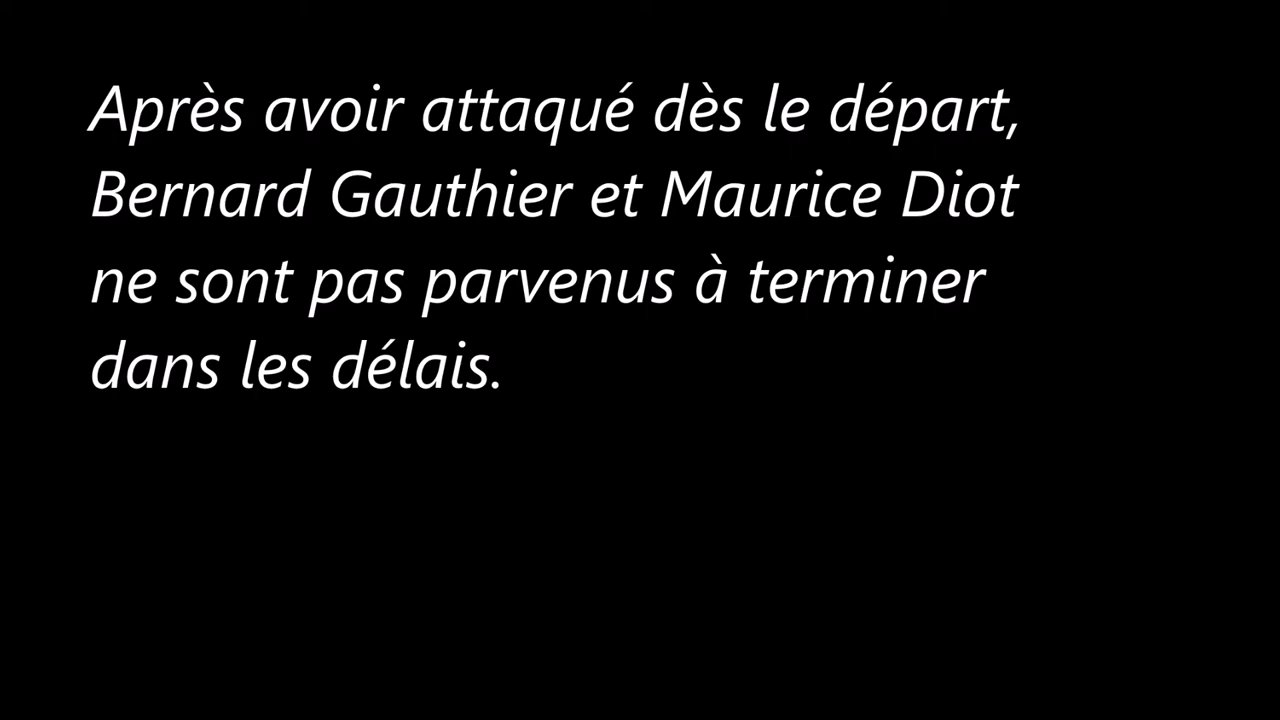 Après avoir attaqué dès le départ,
Bernard Gauthier et Maurice Diot
ne sont pas parvenus à terminer
dans les délais.